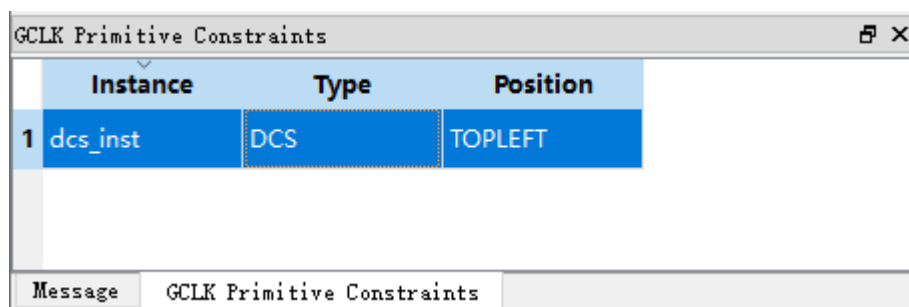 GCLK Primitive Constraints
Instance Type Position
1 dcs_inst DCS TOPLEFT
Message GCLK Primitive Constraints